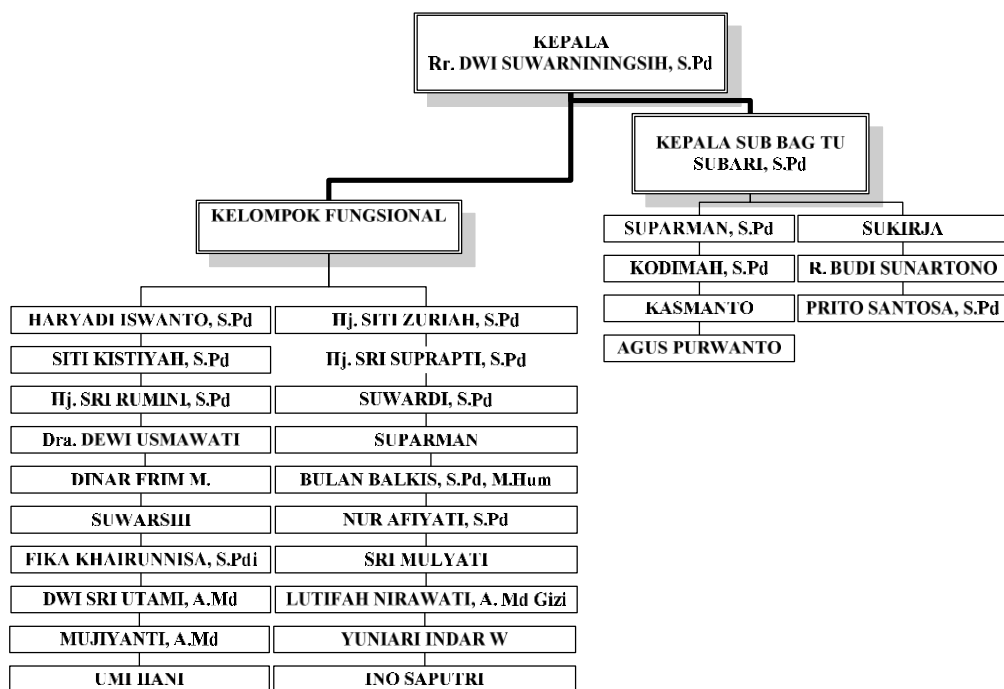 KEPALA
Rr. DWI SUWARNININGSIH, S.Pd
KEPALA SUB BAG TU
SUBARI, S.Pd
KELOMPOK FUNGSIONAL
SUPARMAN, S.Pd
SUKIRJA
KODIMAH, S.Pd
R. BUDI SUNARTONO
KASMANTO
PRITO SANTOSA, S.Pd
AGUS PURWANTO
HARYADI ISWANTO, S.Pd
Hj. SITI ZURIAH, S.Pd
SITI KISTIYAH, S.Pd
Hj. SRI SUPRAPTI, S.Pd
Hj. SRI RUMINI, S.Pd
SUWARDI, S.Pd
Dra. DEWI USMAWATI
SUPARMAN
DINAR FRIM M.
BULAN BALKIS, S.Pd, M.Hum
SUWARSIH
NUR AFIYATI, S.Pd
FIKA KHAIRUNNISA, S.Pdi
SRI MULYATI
DWI SRI UTAMI, A.Md
LUTIFAH NIRAWATI, A. Md Gizi
MUJIYANTI, A.Md
YUNIARI INDAR W
UMI HANI
INO SAPUTRI